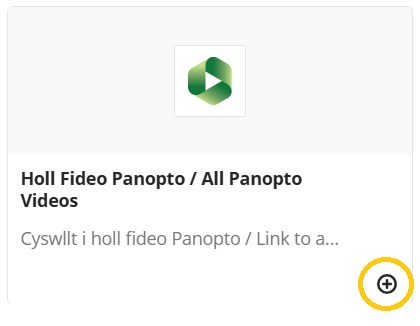 Holl Fideo Panopto / All Panopto
Videos
Cyswllt i holl fideo Panopto / Link to a...